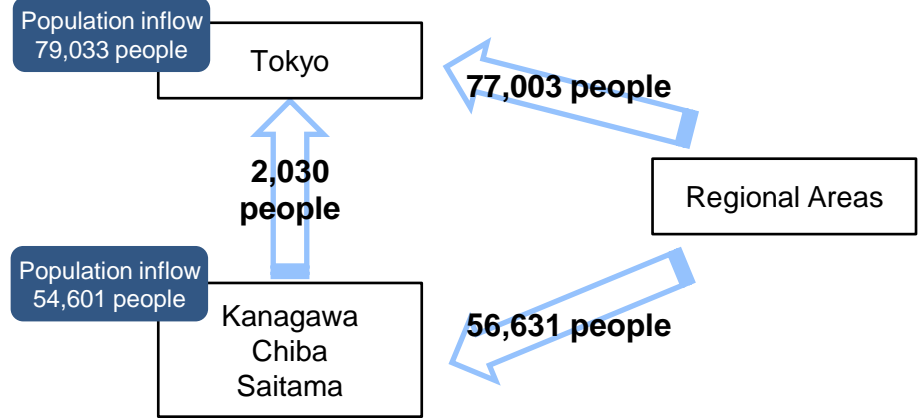 Population inflow
79,033 people
Tokyo
77,003 people
2,030
people
Regional Areas
Population inflow
54,601 people
Kanagawa
Chiba
Saitama
56,631 people